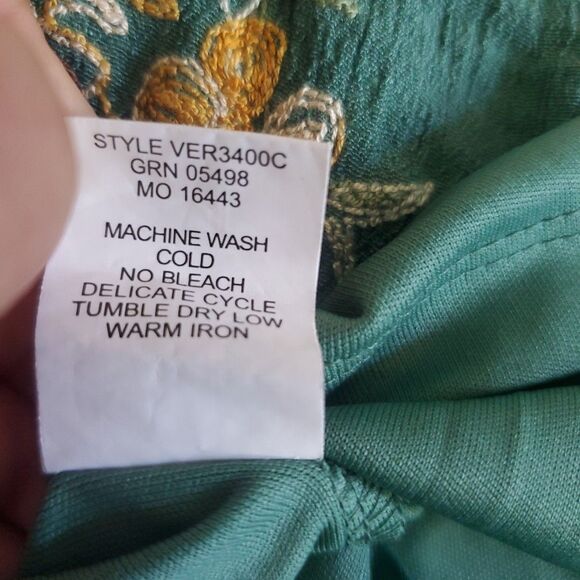 STYLE VER3400C
GRN 05498
MO 16443
MACHINE WASH
COLD
NO BLEACH
DELICATE CYCLE
TUMBLE DRY LOW
WARM IRON